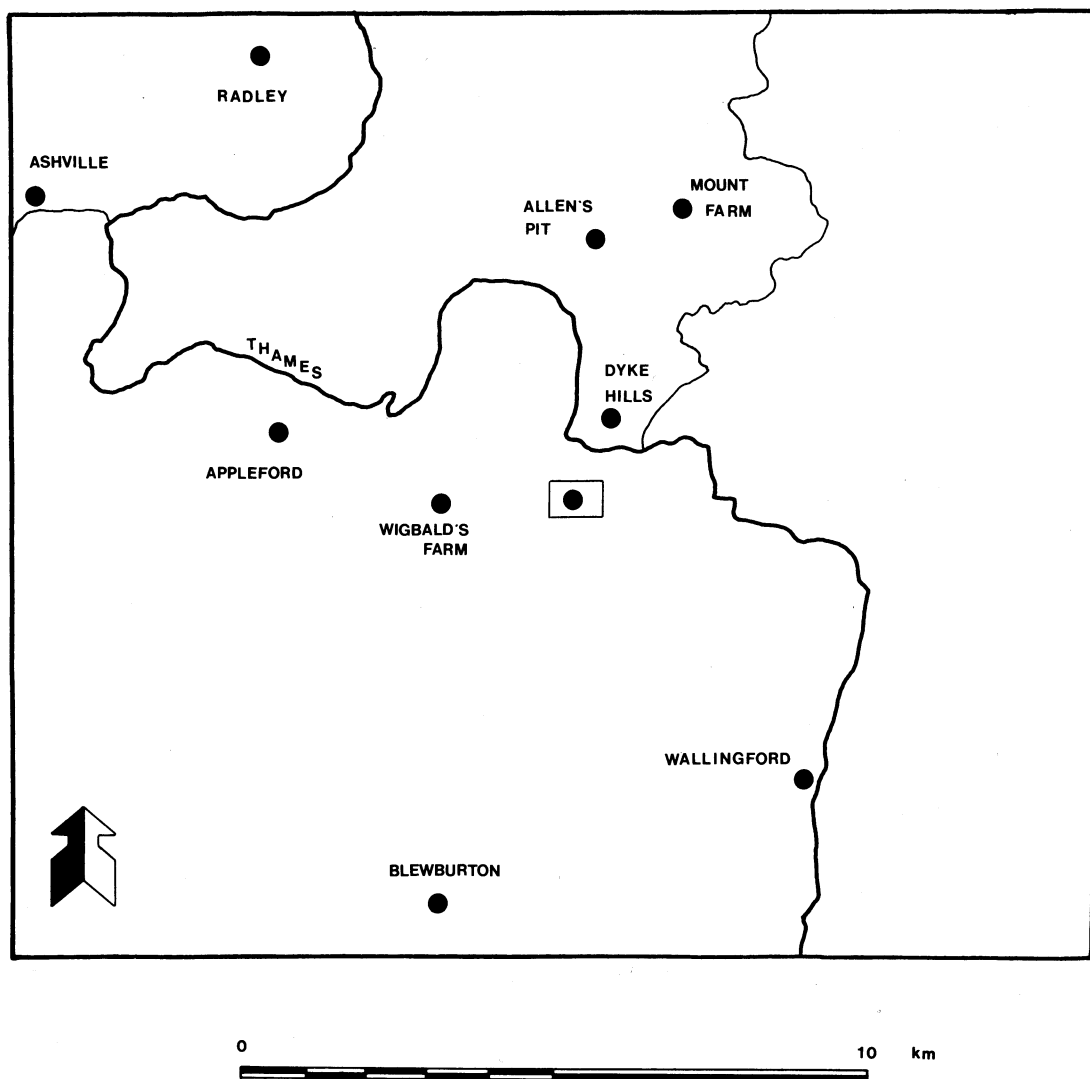 RADLEY
ASHVILLE
MOUNT
FARM
ALLEN'S
PIT
THAMES
DYKE
HILLS
APPLEFORD
WIGBALD'S
FARM
WALLINGFORD
BLEWBURTON
0 10 km